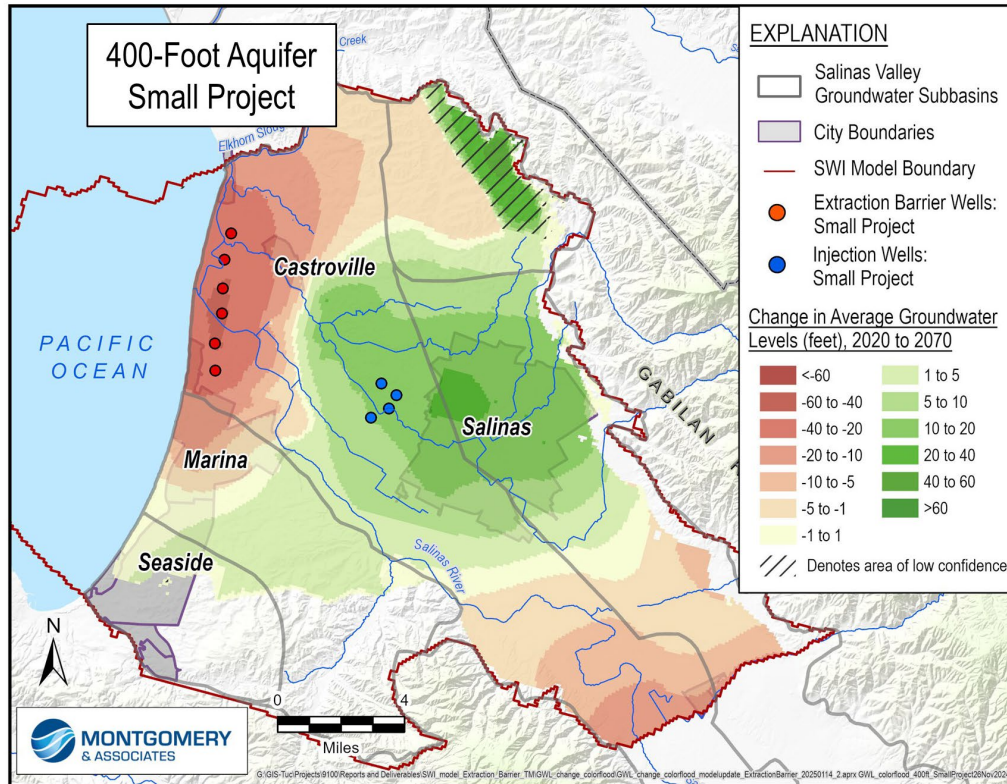 400-Foot Aquifer
Small Project
Creek
Elkhorn Slough
Castroville
PACIFIC
OCEAN
Salinas
Marina
Seaside
Salinas River
GABILAN
N
0
4
Miles
MONTGOMERY
& ASSOCIATES
EXPLANATION
Salinas Valley
Groundwater Subbasins
City Boundaries
SWI Model Boundary
Extraction Barrier Wells:
Small Project
Injection Wells:
Small Project
Change in Average Groundwater
Levels (feet), 2020 to 2070
<-60
-60 to -40
-40 to -20
-20 to -10
-10 to -5
-5 to -1
-1 to 1
1 to 5
5 to 10
10 to 20
20 to 40
40 to 60
>60
Denotes area of low confidence